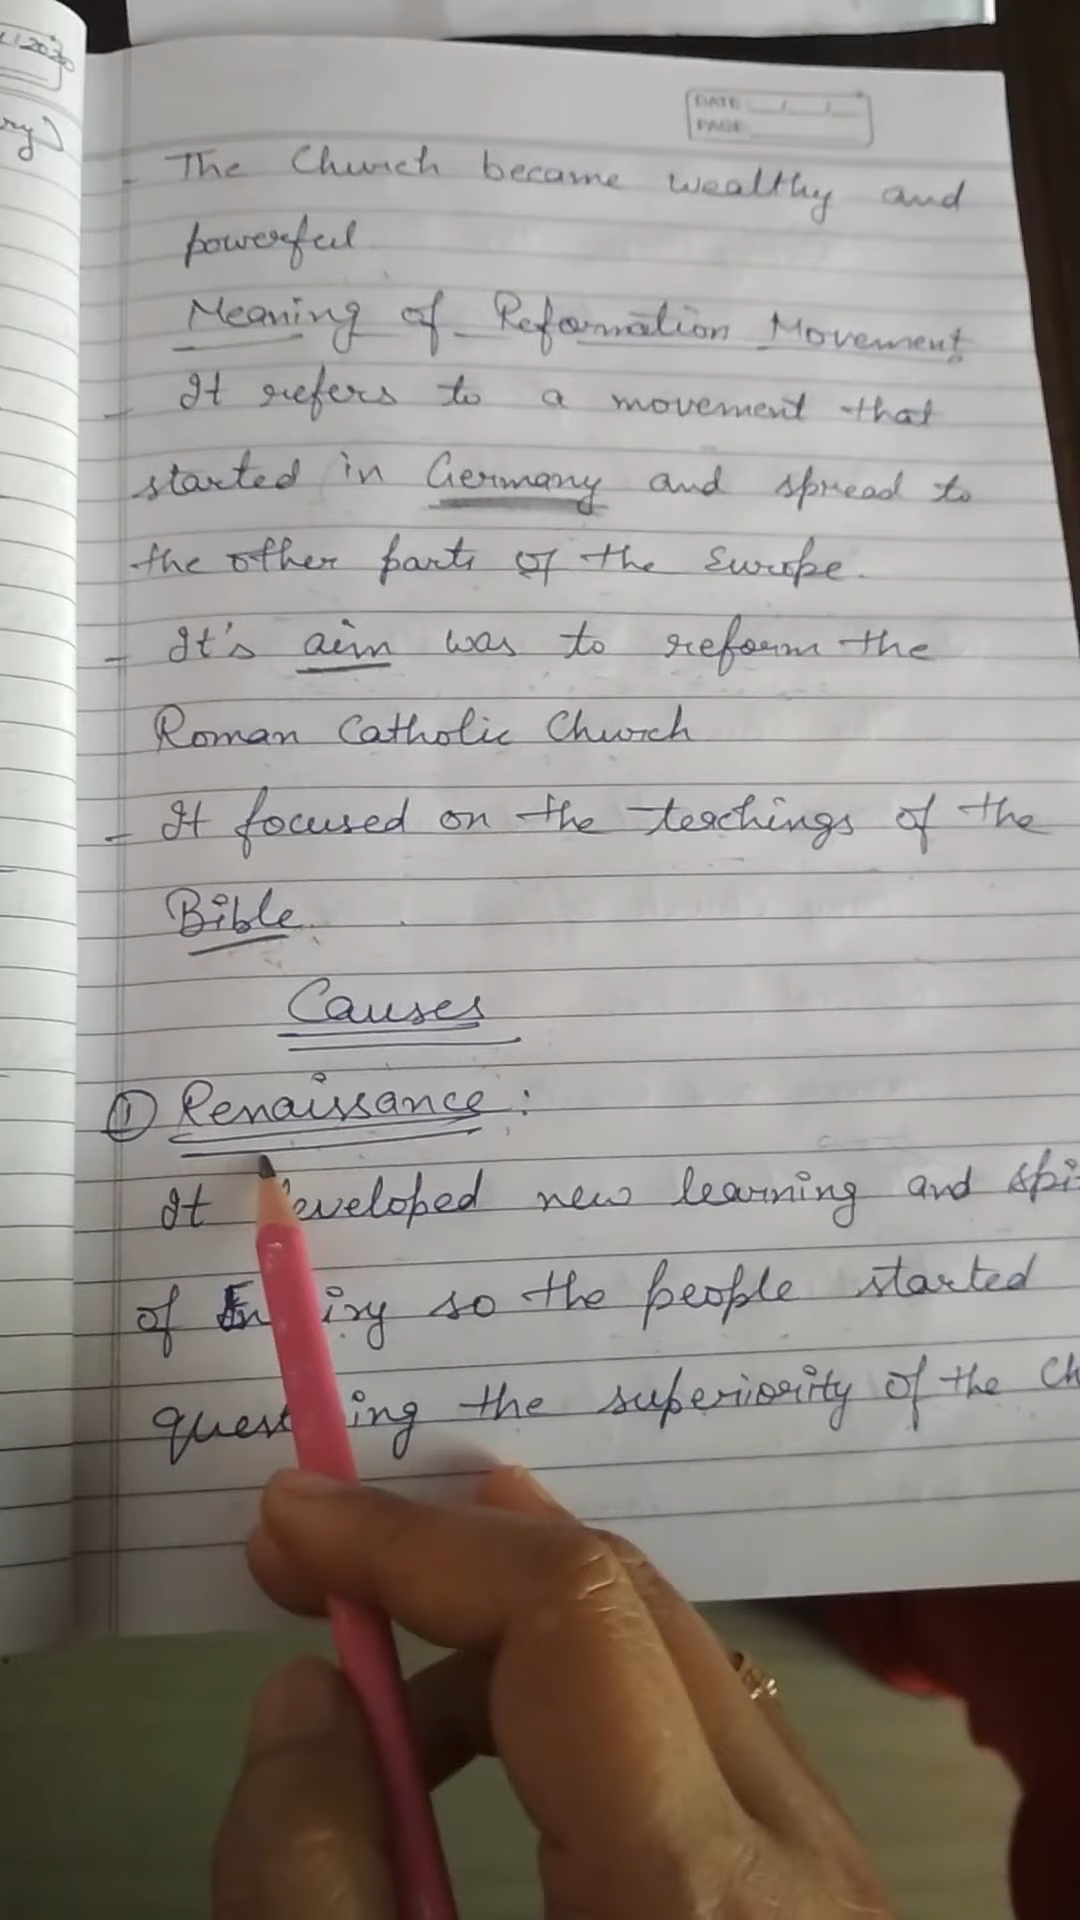 DATE
PAGE
- The Church became wealthy and
powerful
Meaning of Reformation Movement
- It refers to a movement that
started in Germany and spread to
the other parts of the Europe.
- It's aim was to reform the
Roman Catholic Church
- It focused on the teachings of the
Bible.
Causes
① Renaissance :
It developed new learning and
of so the people started
the superiority of the